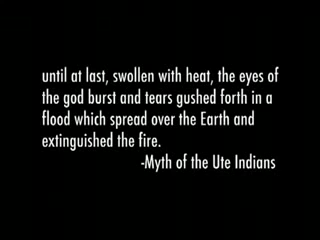 until at last, swollen with heat, the eyes of
the god burst and tears gushed forth in a
flood which spread over the Earth and
extinguished the fire.
-Myth of the Ute Indians